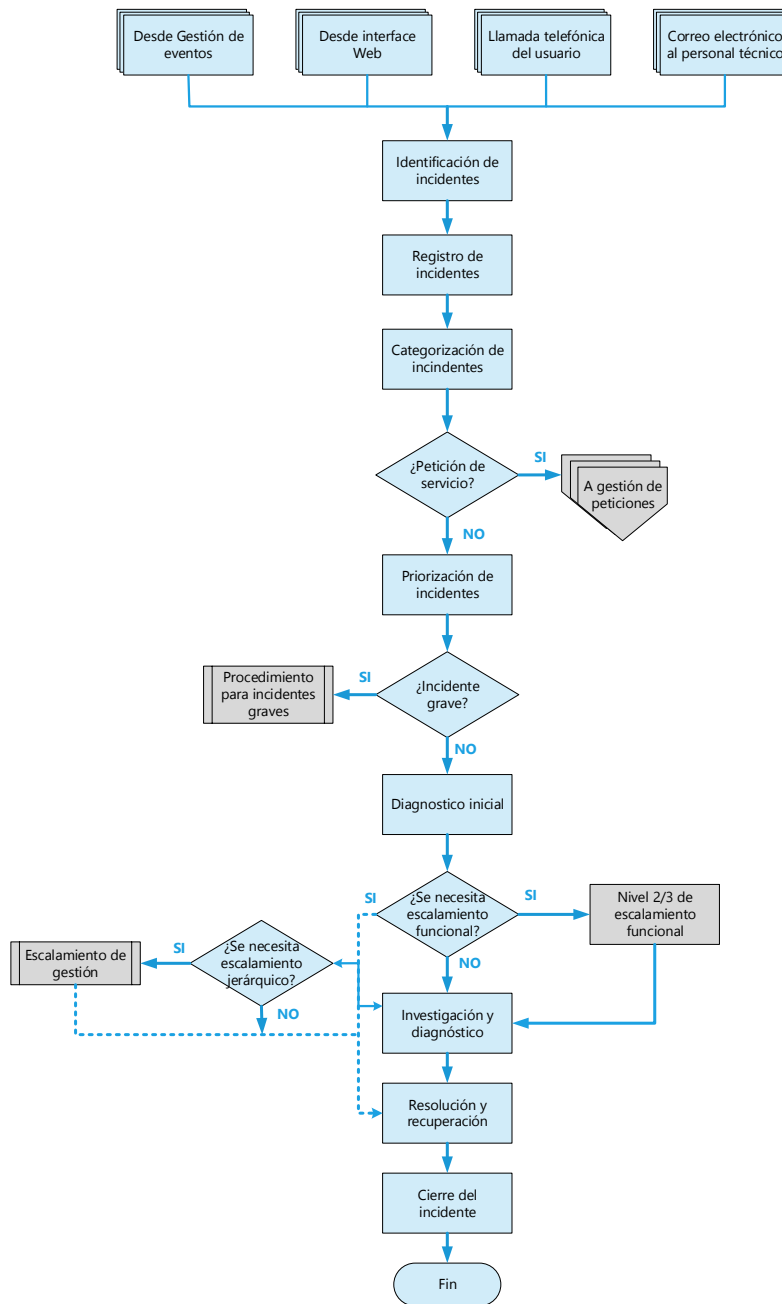 Desde Gestión de
eventos
Desde interface
Web
Llamada telefónica
del usuario
Correo electrónico
al personal técnico
Identificación de
incidentes
Registro de
incidentes
Categorización de
incindentes
¿Petición de
servicio?
SI
A gestión de
peticiones
NO
Priorización de
incidentes
¿Incidente
grave?
SI
Procedimiento
para incidentes
graves
NO
Diagnostico inicial
SI
¿Se necesita
escalamiento
funcional?
SI
Nivel 2/3 de
escalamiento
funcional
NO
¿Se necesita
escalamiento
jerárquico?
SI
Escalamiento de
gestión
NO
Investigación y
diagnóstico
Resolución y
recuperación
Cierre del
incidente
Fin